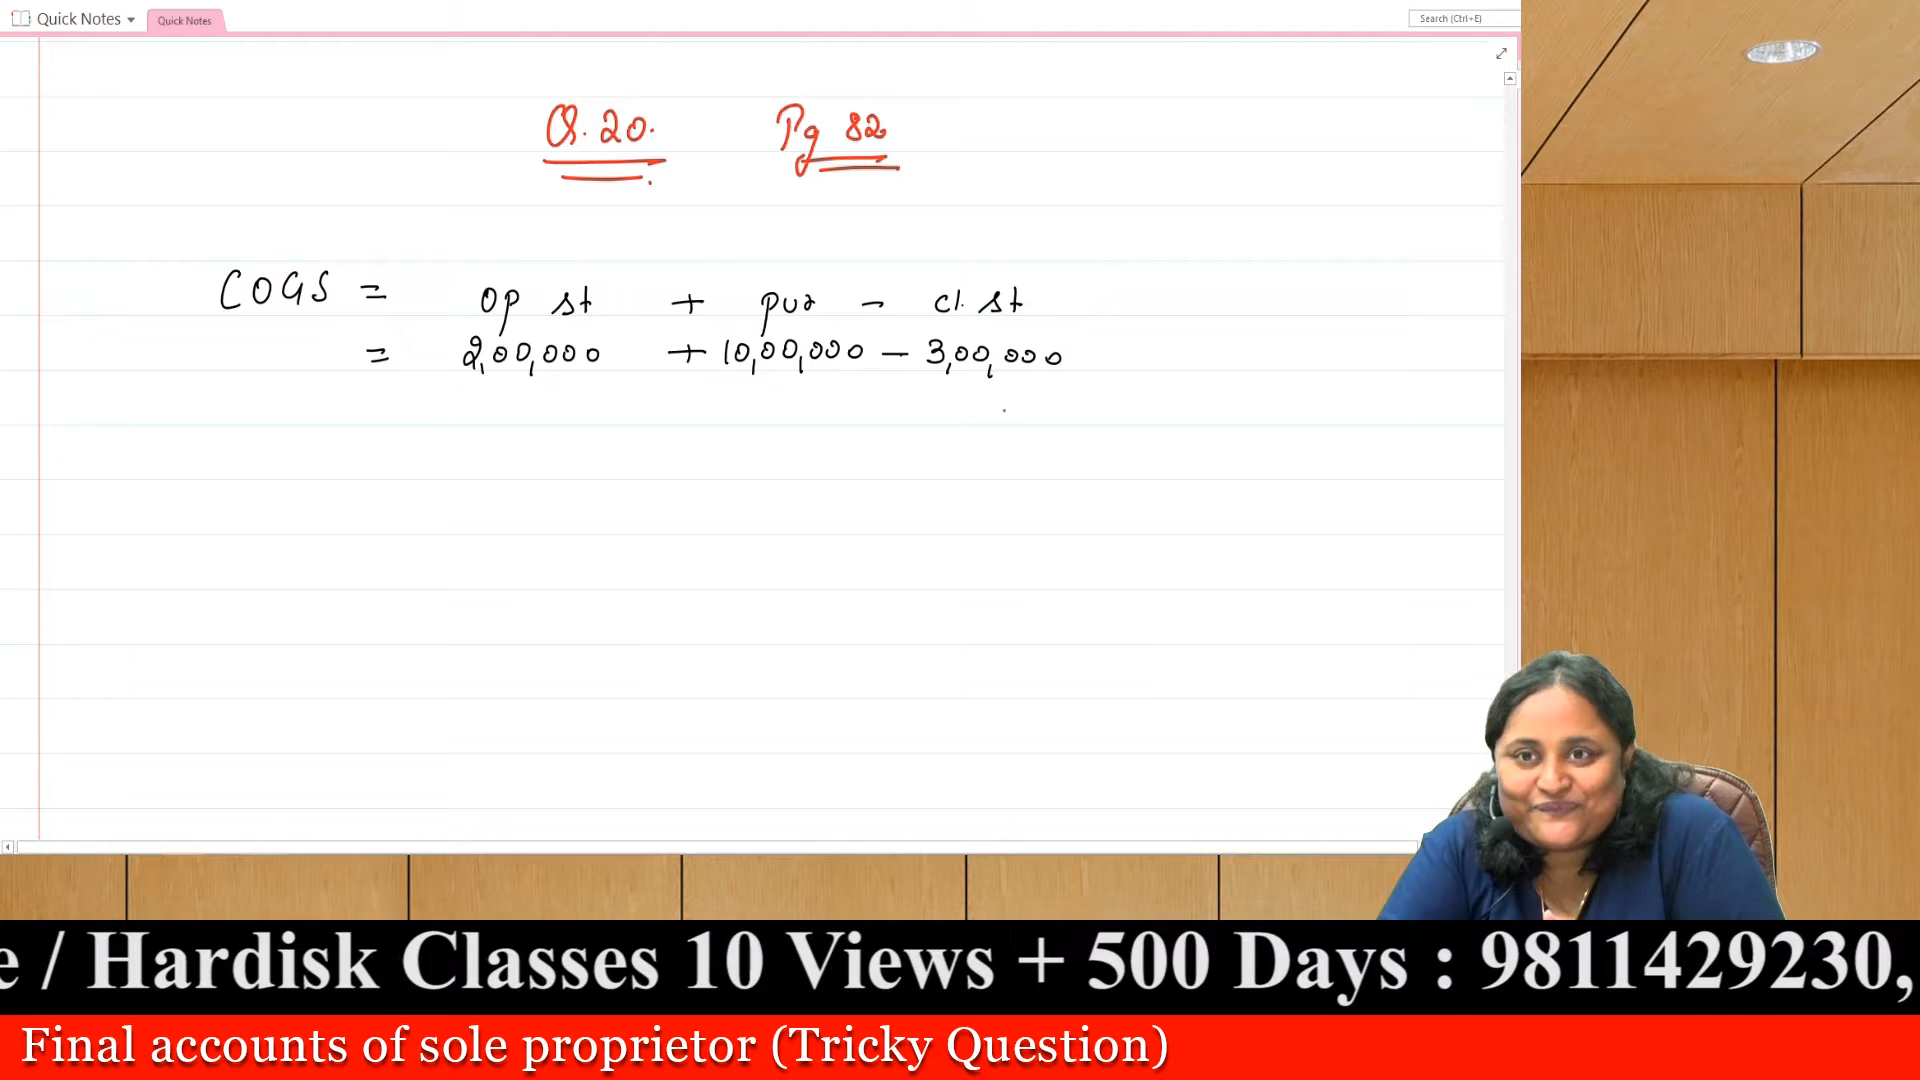 Quick Notes
Quick Notes
Search (Ctrl+E)
Q. 20. Pg 82
COGS = Op st + pur - cl. st
= 2,00,000 + 10,00,000 - 3,00,000
e / Hardisk Classes 10 Views + 500 Days : 9811429230,
Final accounts of sole proprietor (Tricky Question)